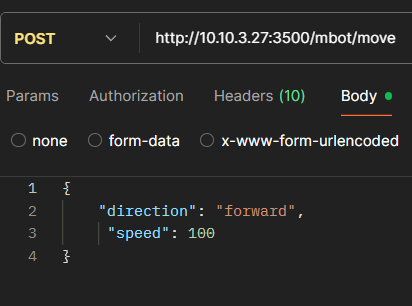 POST http://10.10.3.27:3500/mbot/move
Params Authorization Headers (10) Body
none form-data x-www-form-urlencoded
1 {
2 "direction": "forward",
3 "speed": 100
4 }